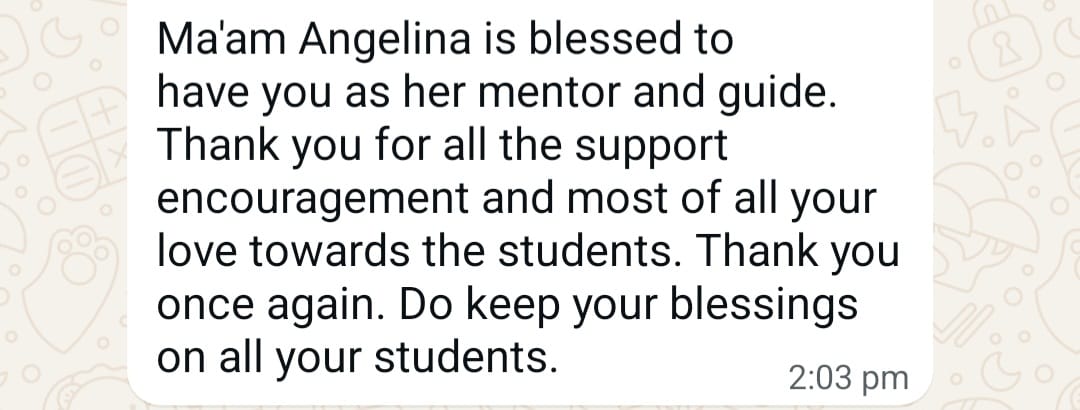 Ma'am Angelina is blessed to
have you as her mentor and guide.
Thank you for all the support
encouragement and most of all your
love towards the students. Thank you
once again. Do keep your blessings
on all your students.
2:03 pm